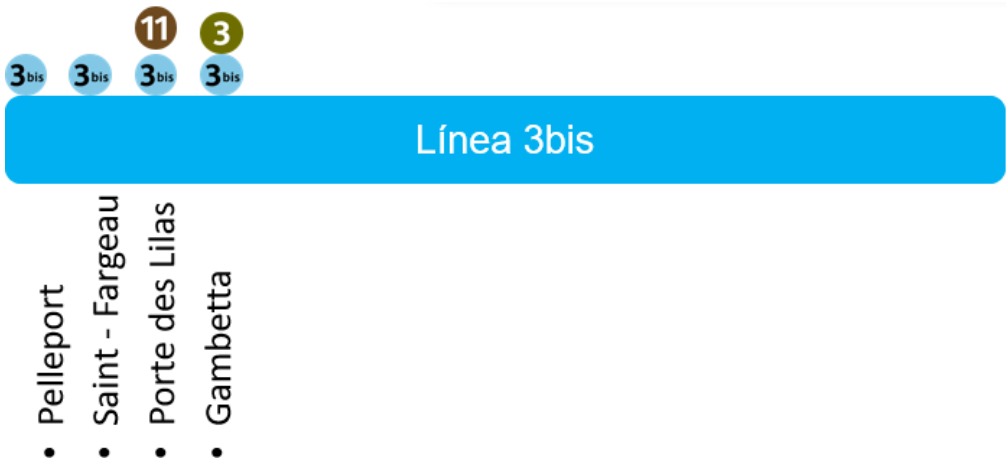 11 3
3bis 3bis 3bis 3bis
Línea 3bis
• Pelleport
• Saint - Fargeau
• Porte des Lilas
• Gambetta